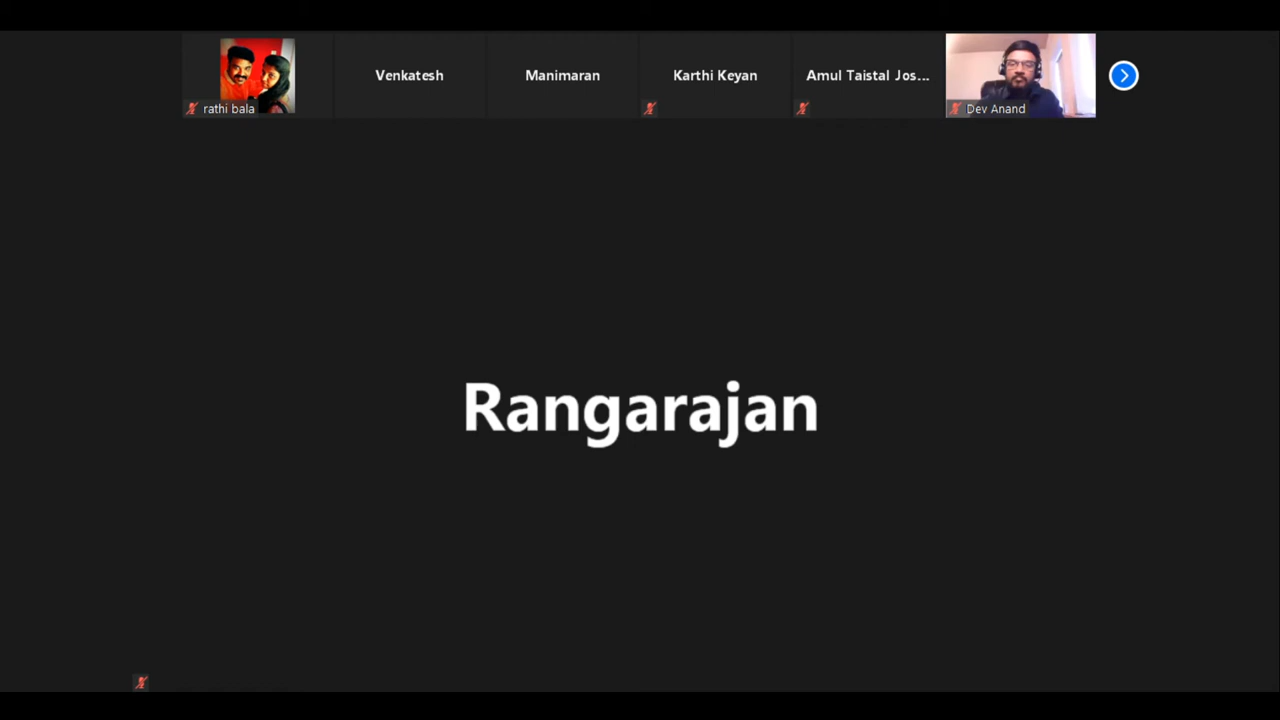 rathi bala
Venkatesh
Manimaran
Karthi Keyan
Amul Taistal Jos...
Dev Anand
Rangarajan